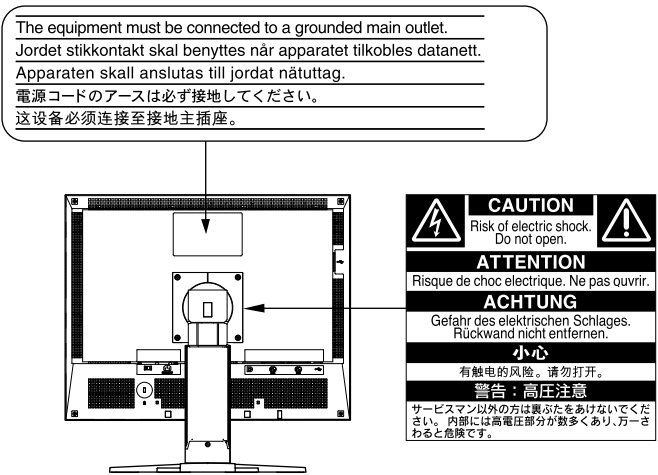 The equipment must be connected to a grounded main outlet.
Jordet stikkontakt skal benyttes når apparatet tilkobles datanett.
Apparaten skall anslutas till jordat nätuttag.
電源コードのアースは必ず接地してください。
这设备必须连接至接地主插座。
CAUTION
Risk of electric shock.
Do not open.
ATTENTION
Risque de choc electrique. Ne pas ouvrir.
ACHTUNG
Gefahr des elektrischen Schlages.
Rückwand nicht entfernen.
小心
有触电的风险。请勿打开。
警告：高圧注意
サービスマン以外の方は裏ぶたをあけないでくだ
さい。内部には高電圧部分が数多くあり、万一さ
わると危険です。